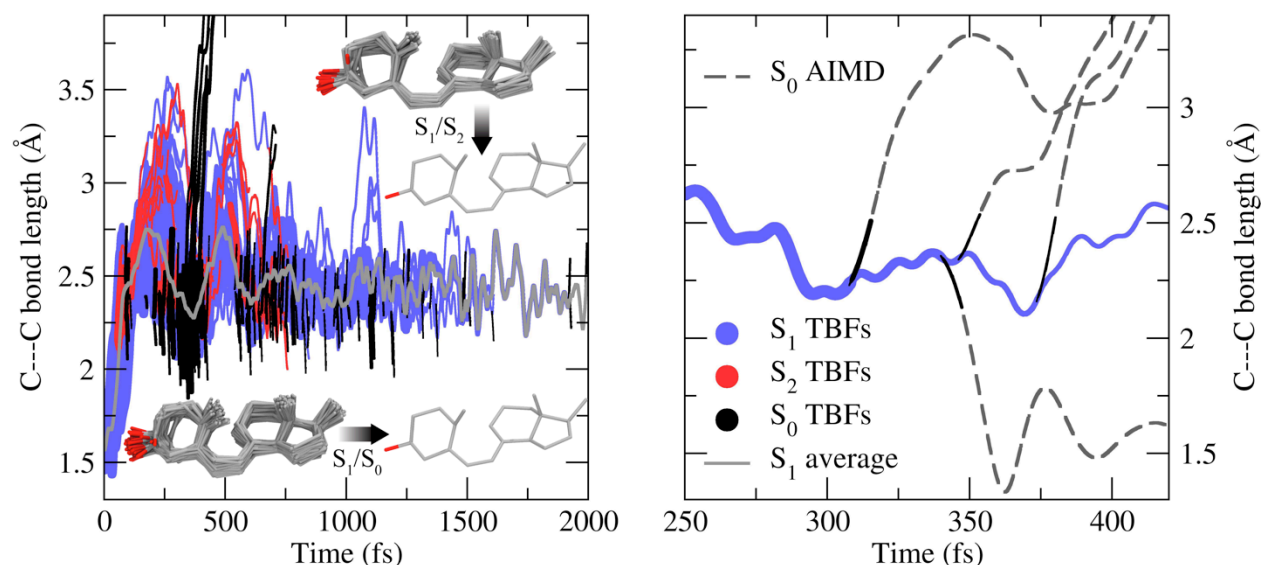 C---C bond length (Å)
3.5
3
2.5
2
1.5
0
500
1000
1500
2000
Time (fs)
S1/S2
S1/S0
S0 AIMD
S1 TBFs
S2 TBFs
S0 TBFs
S1 average
250
300
350
400
Time (fs)
3
2.5
2
1.5
C---C bond length (Å)